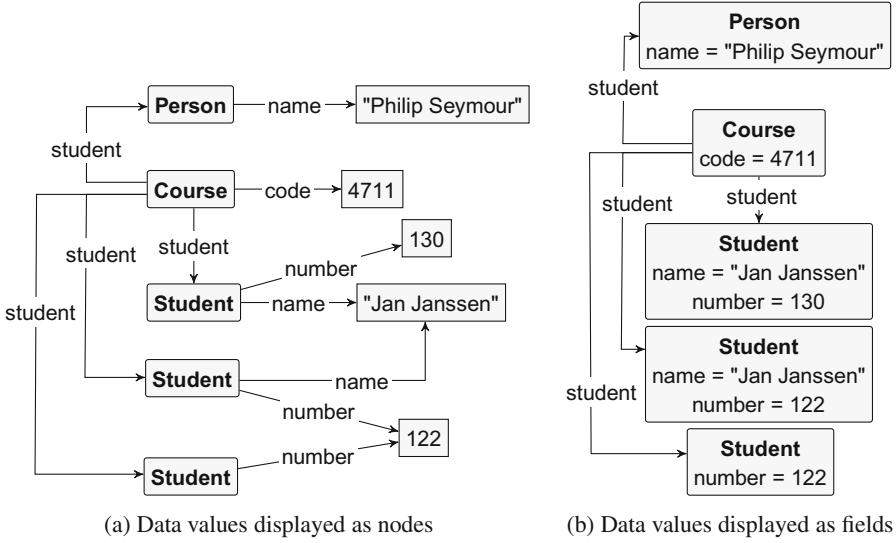 Person
name
"Philip Seymour"
student
Course
code
4711
student
student
student
130
number
Student
name
"Jan Janssen"
Student
name
number
122
number
Student
(a) Data values displayed as nodes
Person
name = "Philip Seymour"
student
Course
code = 4711
student
student
Student
name = "Jan Janssen"
number = 130
Student
name = "Jan Janssen"
number = 122
student
Student
number = 122
(b) Data values displayed as fields